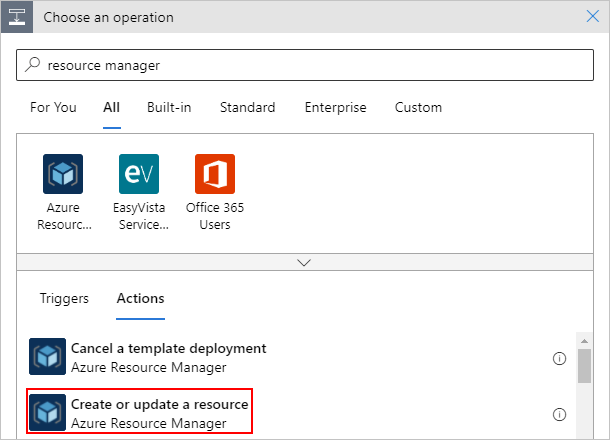 Choose an operation
resource manager
For You All Built-in Standard Enterprise Custom
ev
Azure Resourc...
EasyVista Service...
Office 365 Users
Triggers Actions
Cancel a template deployment
Azure Resource Manager
Create or update a resource
Azure Resource Manager